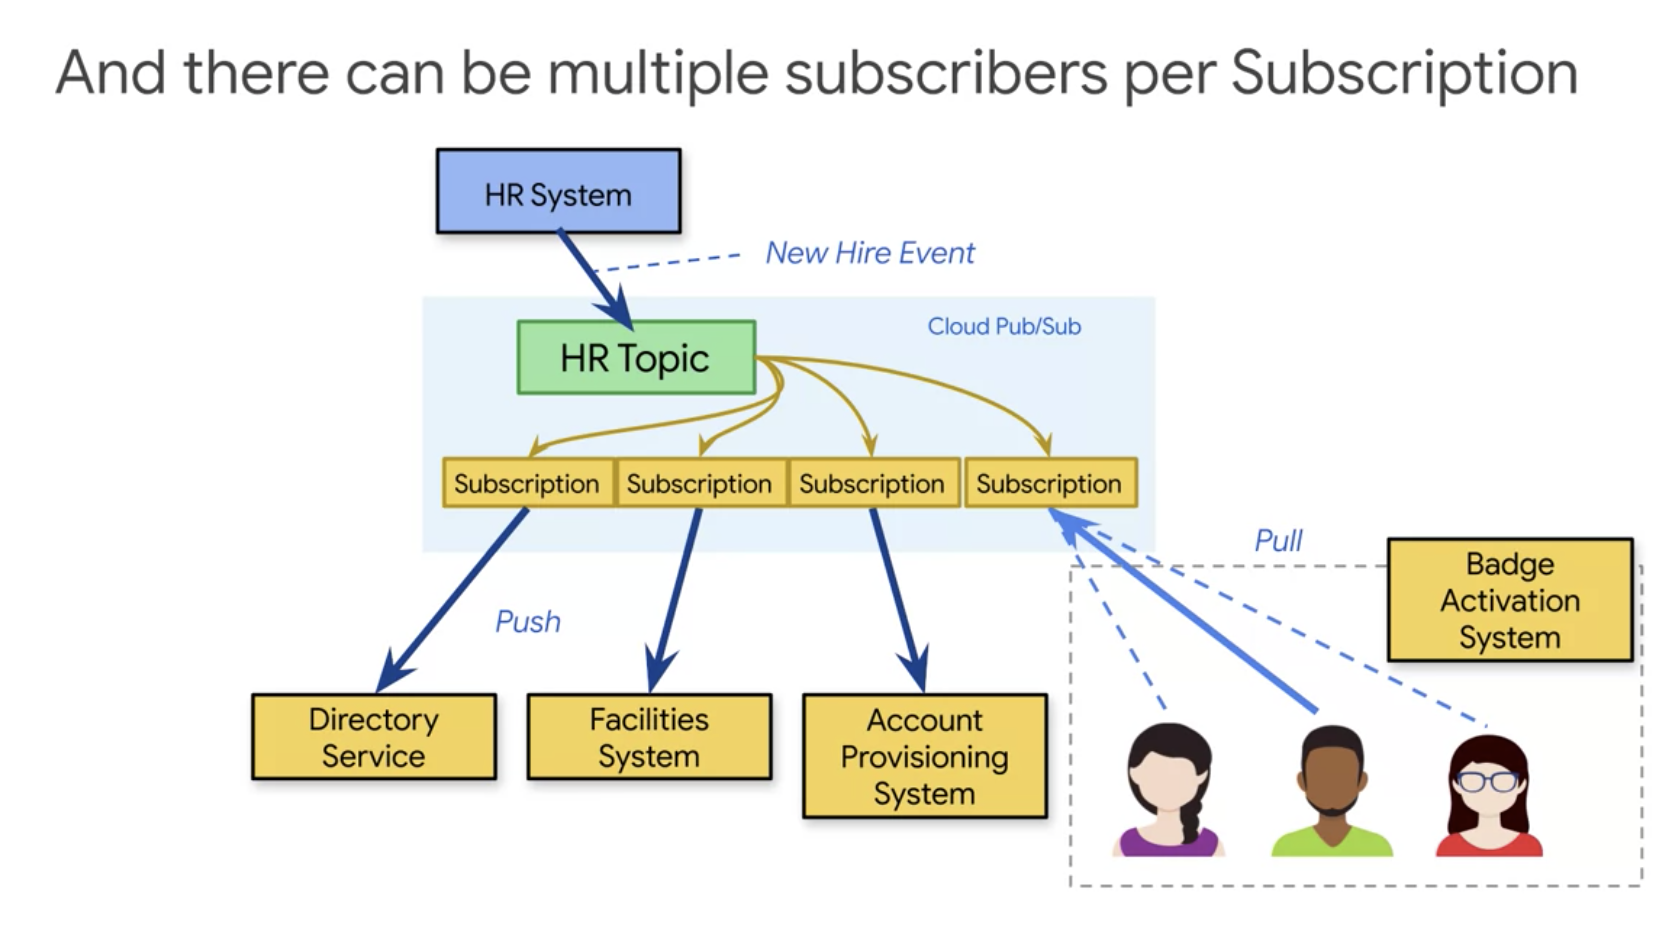 And there can be multiple subscribers per Subscription
HR System
New Hire Event
Cloud Pub/Sub
HR Topic
Subscription
Subscription
Subscription
Subscription
Push
Pull
Badge
Activation
System
Directory
Service
Facilities
System
Account
Provisioning
System